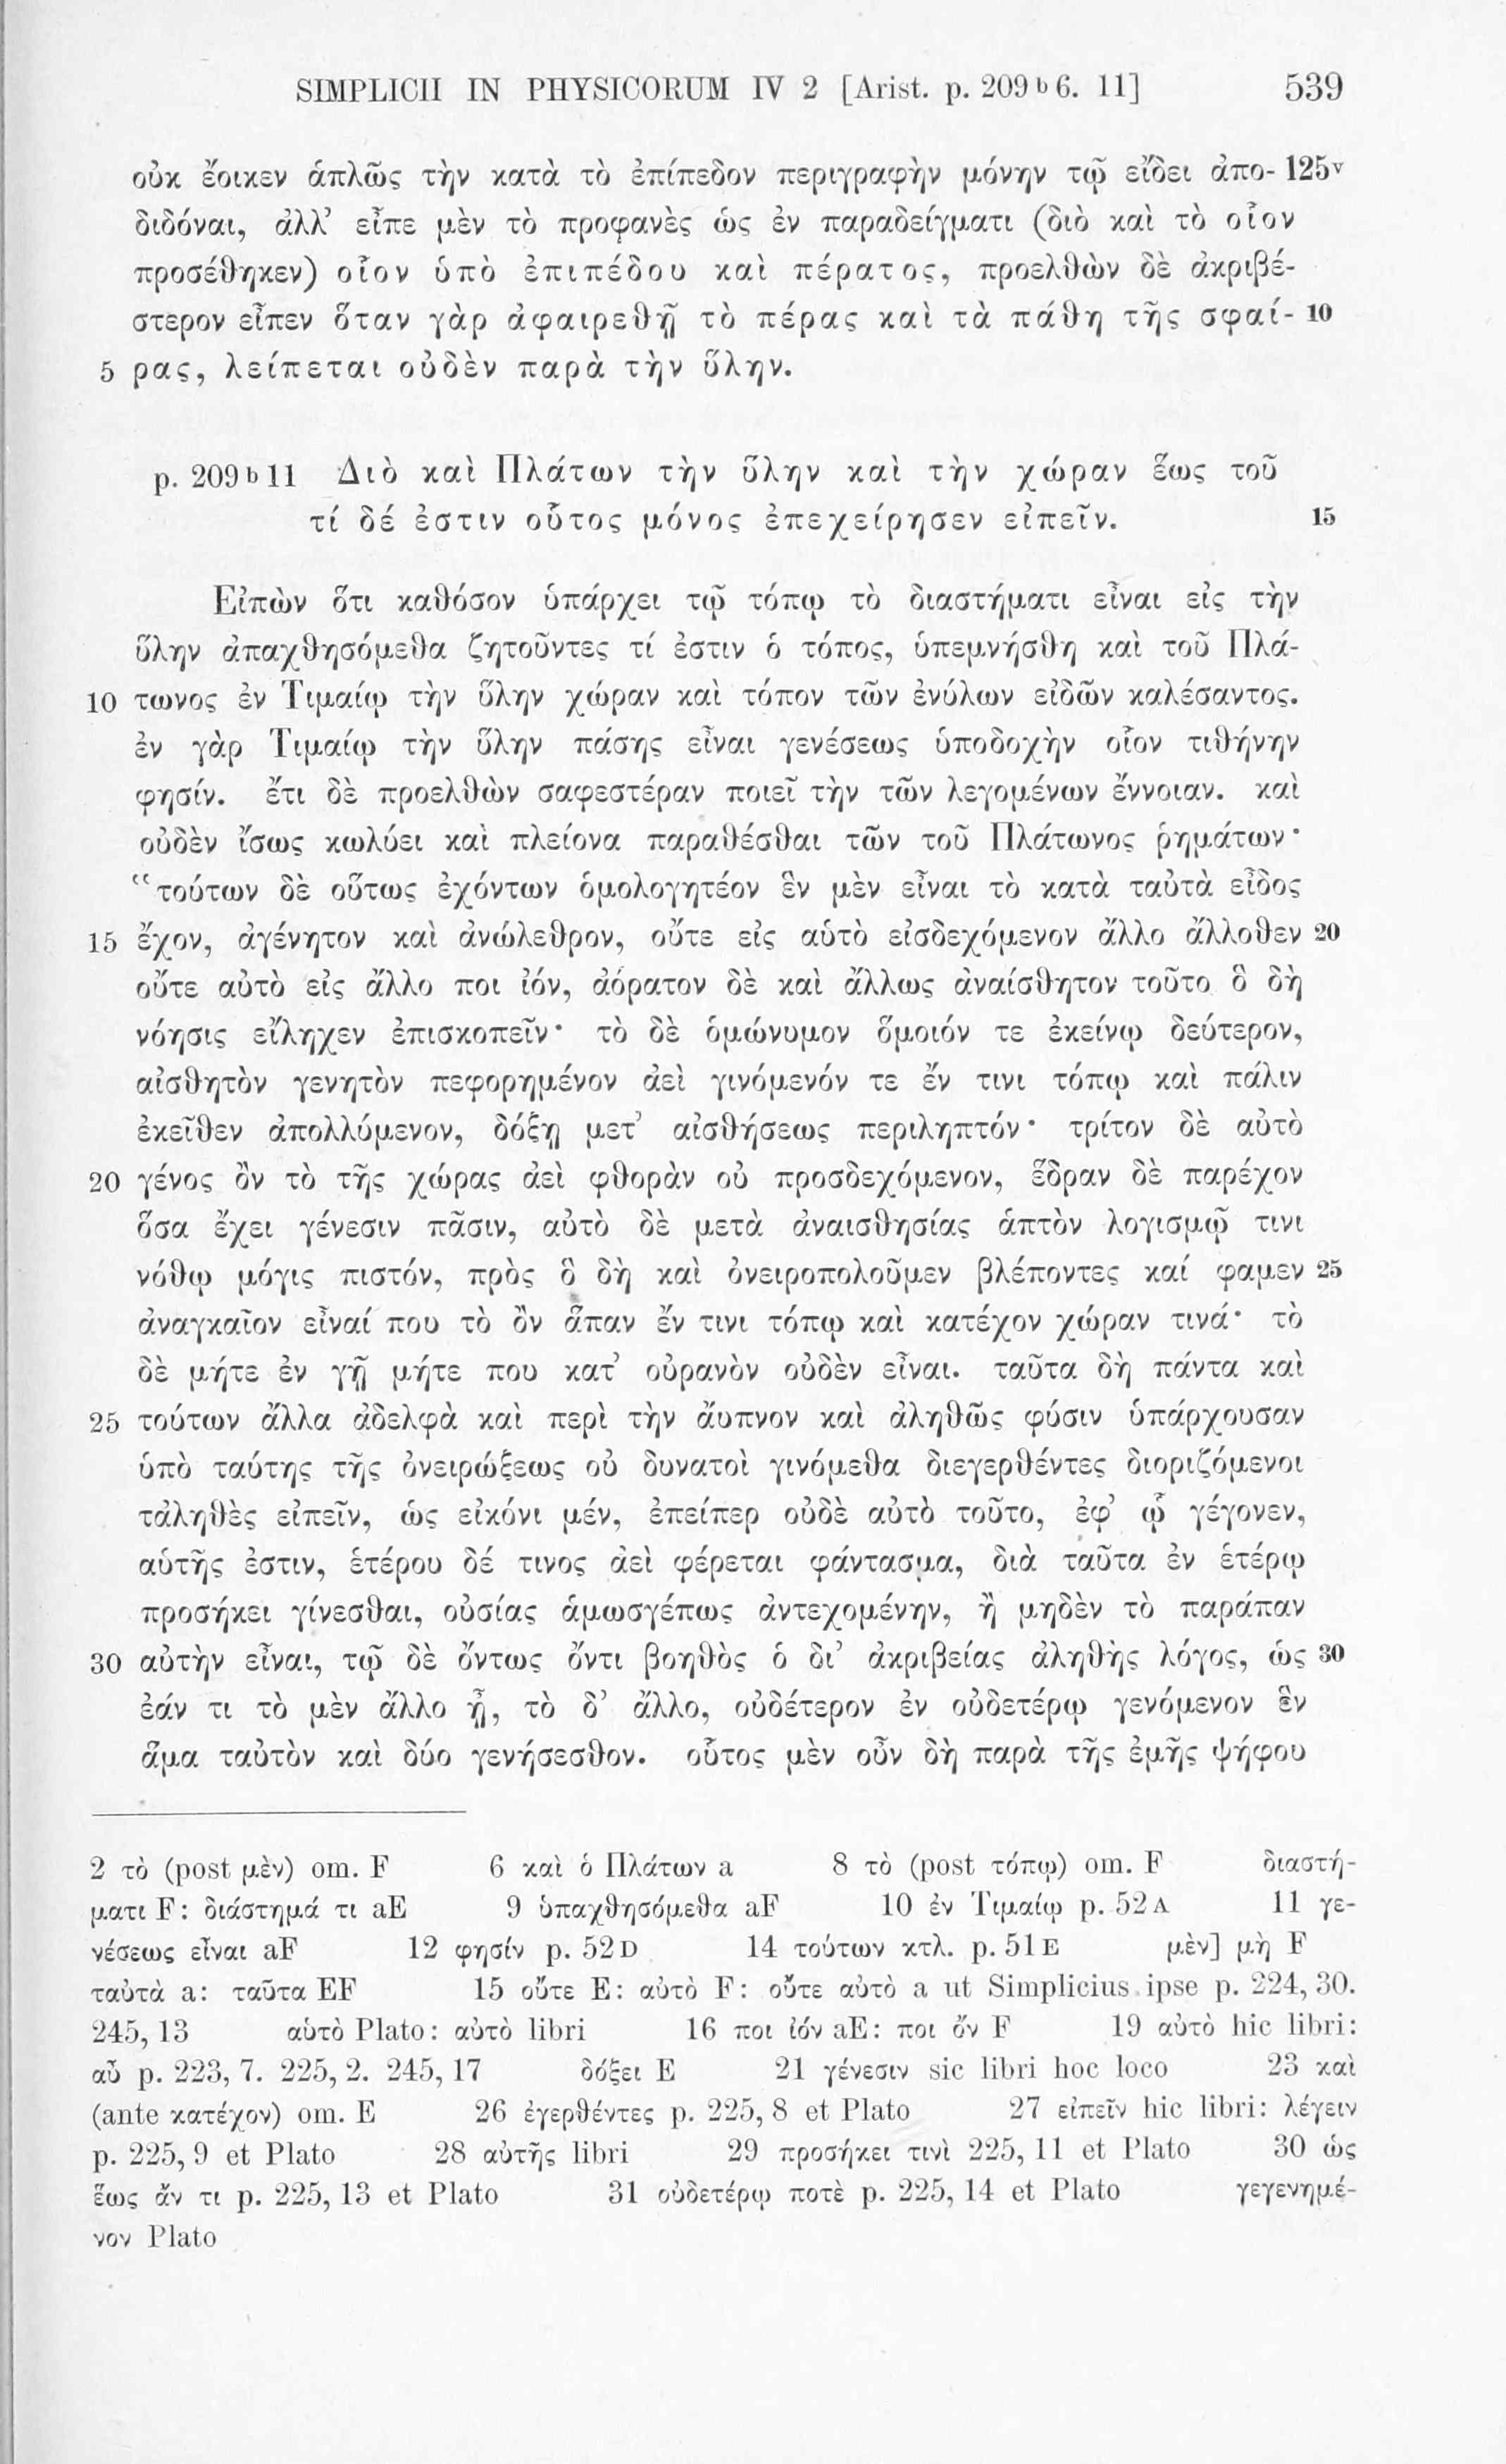 SIMPLICII IN PHYSICORUM IV 2 [Arist. p. 209 b 6. 11] 539
οὐκ ἔοικεν ἁπλῶς τὴν κατὰ τὸ ἐπίπεδον περιγραφὴν μόνην τῷ εἴδει ἀπο- 125v
διδόναι, ἀλλ’ εἶπε μὲν τὸ προφανὲς ὡς ἐν παραδείγματι (διὸ καὶ τὸ οἷον
προσέθηκεν) οἷον ὑπὸ ἐπιπέδου καὶ πέρατος, προελθὼν δὲ ἀκριβέ-
στερον εἶπεν ὅταν γὰρ ἀφαιρεθῇ τὸ πέρας καὶ τὰ πάθη τῆς σφαί- 10
5 ρας, λείπεται οὐδὲν παρὰ τὴν ὕλην.
p. 209 b 11 Διὸ καὶ Πλάτων τὴν ὕλην καὶ τὴν χώραν ἕως τοῦ
τί δέ ἐστιν οὗτος μόνος ἐπεχείρησεν εἰπεῖν. 15
Εἰπὼν ὅτι καθόσον ὑπάρχει τῷ τόπῳ τὸ διαστήματι εἶναι εἰς τὴν
ὕλην ἀπαχθησόμεθα ζητοῦντες τί ἐστιν ὁ τόπος, ὑπεμνήσθη καὶ τοῦ Πλά-
10 τωνος ἐν Τιμαίῳ τὴν ὕλην χώραν καὶ τόπον τῶν ἐνύλων εἰδῶν καλέσαντος.
ἐν γὰρ Τιμαίῳ τὴν ὕλην πάσης εἶναι γενέσεως ὑποδοχὴν οἷον τιθήνην
φησίν. ἔτι δὲ προελθὼν σαφεστέραν ποιεῖ τὴν τῶν λεγομένων ἔννοιαν. καὶ
οὐδὲν ἴσως κωλύει καὶ πλείονα παραθέσθαι τῶν τοῦ Πλάτωνος ῥημάτων·
“τούτων δὲ οὕτως ἐχόντων ὁμολογητέον ἓν μὲν εἶναι τὸ κατὰ ταὐτὰ εἶδος
15 ἔχον, ἀγένητον καὶ ἀνώλεθρον, οὔτε εἰς αὑτὸ εἰσδεχόμενον ἄλλο ἄλλοθεν 20
οὔτε αὐτὸ εἰς ἄλλο ποι ἰόν, ἀόρατον δὲ καὶ ἄλλως ἀναίσθητον τοῦτο ὃ δὴ
νόησις εἴληχεν ἐπισκοπεῖν· τὸ δὲ ὁμώνυμον ὅμοιόν τε ἐκείνῳ δεύτερον,
αἰσθητὸν γενητὸν πεφορημένον ἀεὶ γινόμενόν τε ἔν τινι τόπῳ καὶ πάλιν
ἐκεῖθεν ἀπολλύμενον, δόξῃ μετ’ αἰσθήσεως περιληπτόν· τρίτον δὲ αὐτὸ
20 γένος ὂν τὸ τῆς χώρας ἀεὶ φθορὰν οὐ προσδεχόμενον, ἕδραν δὲ παρέχον
ὅσα ἔχει γένεσιν πᾶσιν, αὐτὸ δὲ μετὰ ἀναισθησίας ἁπτὸν λογισμῷ τινι
νόθῳ μόγις πιστόν, πρὸς ὃ δὴ καὶ ὀνειροπολοῦμεν βλέποντες καί φαμεν 25
ἀναγκαῖον εἶναί που τὸ ὂν ἅπαν ἔν τινι τόπῳ καὶ κατέχον χώραν τινά· τὸ
δὲ μήτε ἐν γῇ μήτε που κατ’ οὐρανὸν οὐδὲν εἶναι. ταῦτα δὴ πάντα καὶ
25 τούτων ἄλλα ἀδελφὰ καὶ περὶ τὴν ἄυπνον καὶ ἀληθῶς φύσιν ὑπάρχουσαν
ὑπὸ ταύτης τῆς ὀνειρώξεως οὐ δυνατοὶ γινόμεθα διεγερθέντες διοριζόμενοι
τἀληθὲς εἰπεῖν, ὡς εἰκόνι μέν, ἐπείπερ οὐδὲ αὐτὸ τοῦτο, ἐφ’ ᾧ γέγονεν,
αὑτῆς ἐστιν, ἑτέρου δέ τινος ἀεὶ φέρεται φάντασμα, διὰ ταῦτα ἐν ἑτέρῳ
προσήκει γίνεσθαι, οὐσίας ἁμωσγέπως ἀντεχομένην, ἢ μηδὲν τὸ παράπαν
30 αὐτὴν εἶναι, τῷ δὲ ὄντως ὄντι βοηθὸς ὁ δι’ ἀκριβείας ἀληθὴς λόγος, ὡς 30
ἐάν τι τὸ μὲν ἄλλο ᾖ, τὸ δ’ ἄλλο, οὐδέτερον ἐν οὐδετέρῳ γενόμενον ἓν
ἅμα ταὐτὸν καὶ δύο γενήσεσθον. οὗτος μὲν οὖν δὴ παρὰ τῆς ἐμῆς ψήφου
2 τὸ (post μὲν) om. F 6 καὶ ὁ Πλάτων a 8 τὸ (post τόπῳ) om. F διαστή-
ματι F: διάστημά τι aE 9 ὑπαχθησόμεθα aF 10 ἐν Τιμαίῳ p. 52 A 11 γε-
νέσεως εἶναι aF 12 φησίν p. 52 D 14 τούτων κτλ. p. 51 E μὲν] μὴ F
ταὐτὰ a: ταῦτα EF 15 οὔτε E: αὐτὸ F: οὔτε αὐτὸ a ut Simplicius ipse p. 224, 30.
245, 13 αὑτὸ Plato: αὐτὸ libri 16 ποι ἰόν aE: ποι ὄν F 19 αὐτὸ hic libri:
αὖ p. 223, 7. 225, 2. 245, 17 δόξει E 21 γένεσιν sic libri hoc loco 23 καὶ
(ante κατέχον) om. E 26 ἐγερθέντες p. 225, 8 et Plato 27 εἰπεῖν hic libri: λέγειν
p. 225, 9 et Plato 28 αὐτῆς libri 29 προσήκει τινὶ 225, 11 et Plato 30 ὡς
ἕως ἄν τι p. 225, 13 et Plato 31 οὐδετέρῳ ποτὲ p. 225, 14 et Plato γεγενημέ-
νον Plato